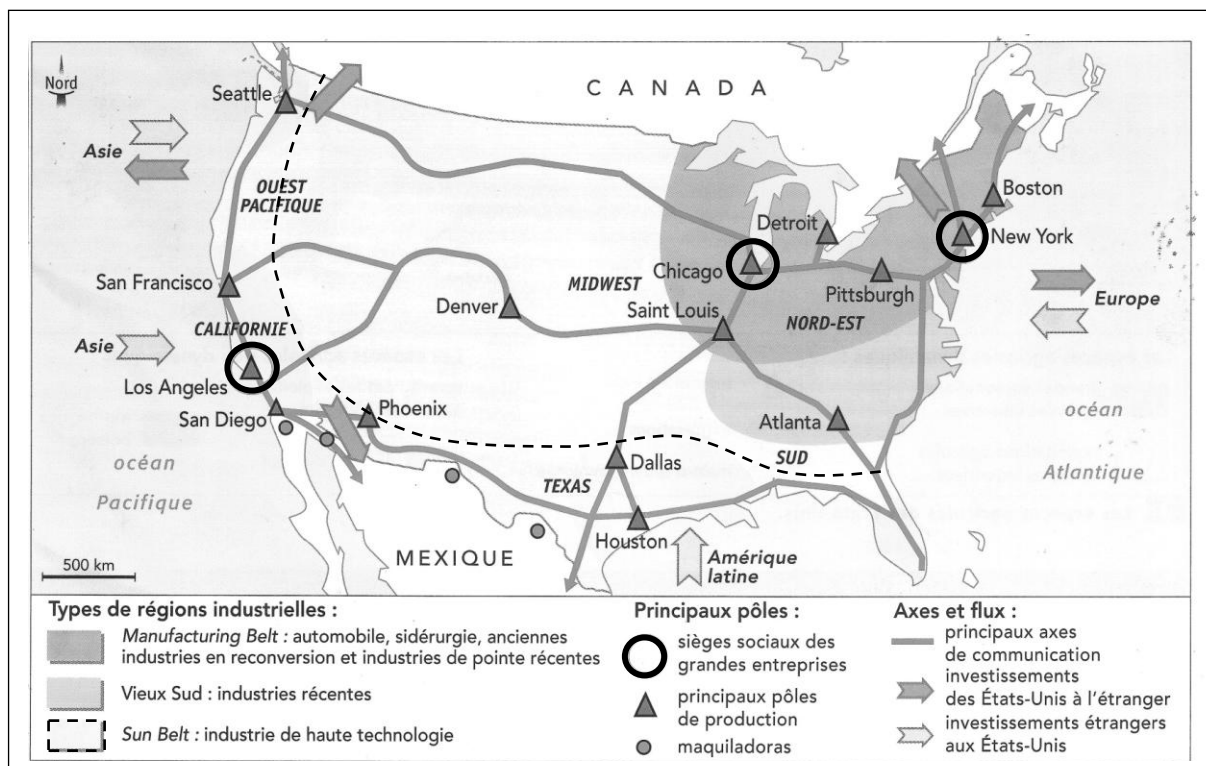 Nord
CANADA
Seattle
Asie
OUEST
PACIFIQUE
Boston
Detroit
New York
Chicago
MIDWEST
San Francisco
Pittsburgh
Denver
Saint Louis
Europe
NORD-EST
CALIFORNIE
Asie
Los Angeles
Phoenix
San Diego
Atlanta
océan
Atlantique
SUD
Dallas
océan
Pacifique
TEXAS
Houston
MEXIQUE
Amérique
latine
500 km
Types de régions industrielles :
Manufacturing Belt : automobile, sidérurgie, anciennes
industries en reconversion et industries de pointe récentes
Vieux Sud : industries récentes
Sun Belt : industrie de haute technologie
Principaux pôles :
sièges sociaux des
grandes entreprises
principaux pôles
de production
maquiladoras
Axes et flux :
principaux axes
de communication
investissements
des États-Unis à l'étranger
investissements étrangers
aux États-Unis